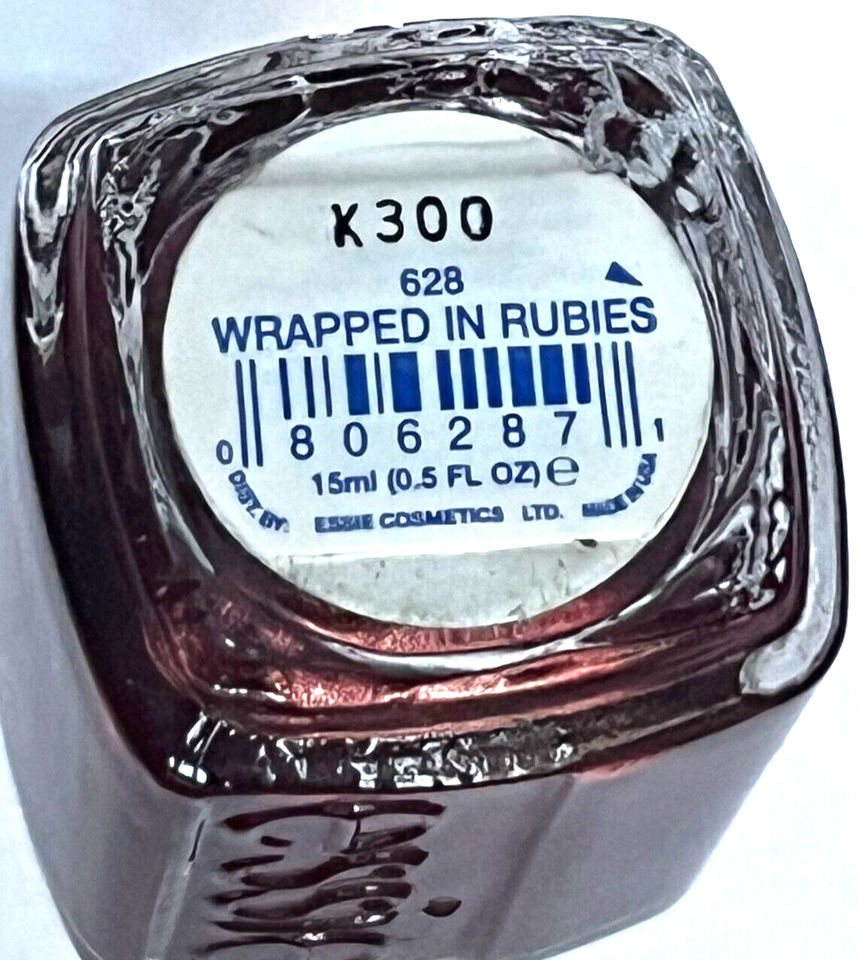 K300
628
WRAPPED IN RUBIES
0 806287 1
15ml (0.5 FL OZ) e
DIST. BY: ESSIE COSMETICS LTD. MADE IN USA